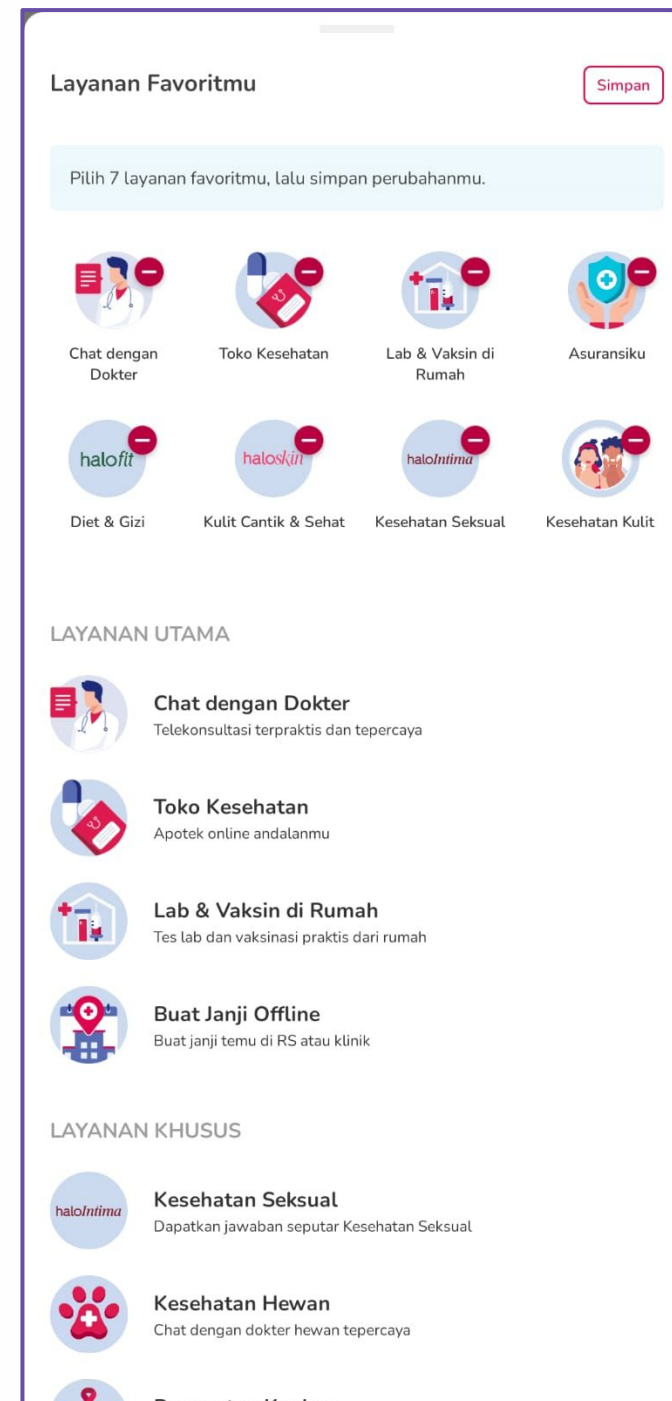 Layanan Favoritmu
Simpan
Pilih 7 layanan favoritmu, lalu simpan perubahanmu.
Chat dengan
Dokter
Toko Kesehatan
Lab & Vaksin di
Rumah
Asuransiku
halofit
haloskin
haloIntima
Diet & Gizi
Kulit Cantik & Sehat
Kesehatan Seksual
Kesehatan Kulit
LAYANAN UTAMA
Chat dengan Dokter
Telekonsultasi terpraktis dan tepercaya
Toko Kesehatan
Apotek online andalanmu
Lab & Vaksin di Rumah
Tes lab dan vaksinasi praktis dari rumah
Buat Janji Offline
Buat janji temu di RS atau klinik
LAYANAN KHUSUS
haloIntima
Kesehatan Seksual
Dapatkan jawaban seputar Kesehatan Seksual
Kesehatan Hewan
Chat dengan dokter hewan tepercaya